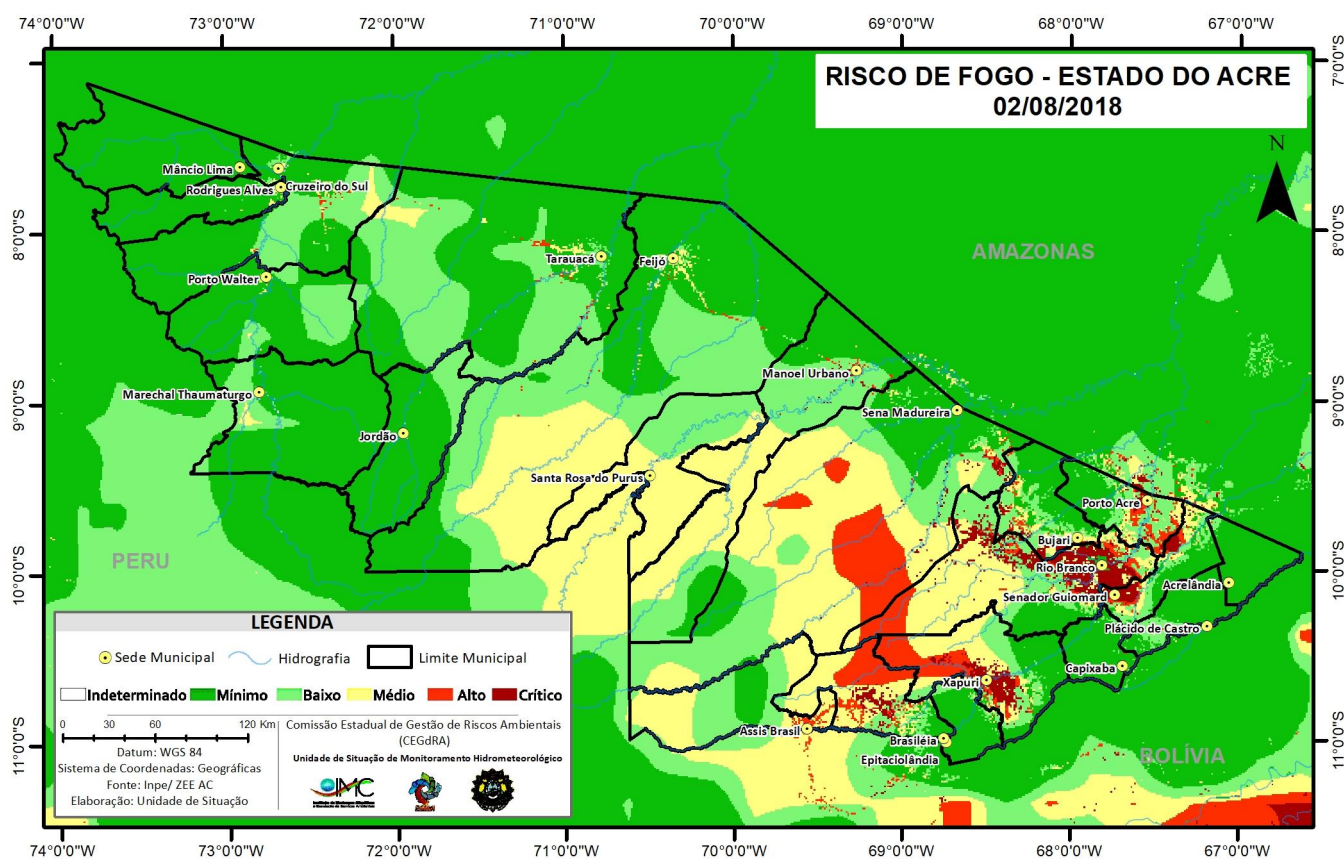 74°0'0"W 73°0'0"W 72°0'0"W 71°0'0"W 70°0'0"W 69°0'0"W 68°0'0"W 67°0'0"W
RISCO DE FOGO - ESTADO DO ACRE
02/08/2018
N
7°0'0"S
8°0'0"S
9°0'0"S
10°0'0"S
11°0'0"S
8°0'0"S
9°0'0"S
10°0'0"S
11°0'0"S
Mâncio Lima
Rodrigues Alves
Cruzeiro do Sul
AMAZONAS
Tarauacá
Feijó
Porto Walter
Manoel Urbano
Marechal Thaumaturgo
Sena Madureira
Jordão
Santa Rosa do Purus
Porto Acre
Bujari
PERU
Rio Branco
Acrelândia
Senador Guiomard
Plácido de Castro
Capixaba
Xapuri
Assis Brasil
Brasiléia
Epitaciolândia
BOLÍVIA
LEGENDA
Sede Municipal Hidrografia Limite Municipal
Indeterminado Mínimo Baixo Médio Alto Crítico
0 30 60 120 Km
Datum: WGS 84
Sistema de Coordenadas: Geográficas
Fonte: Inpe/ ZEE AC
Elaboração: Unidade de Situação
Comissão Estadual de Gestão de Riscos Ambientais
(CEGdRA)
Unidade de Situação de Monitoramento Hidrometeorológico
IMC
74°0'0"W 73°0'0"W 72°0'0"W 71°0'0"W 70°0'0"W 69°0'0"W 68°0'0"W 67°0'0"W